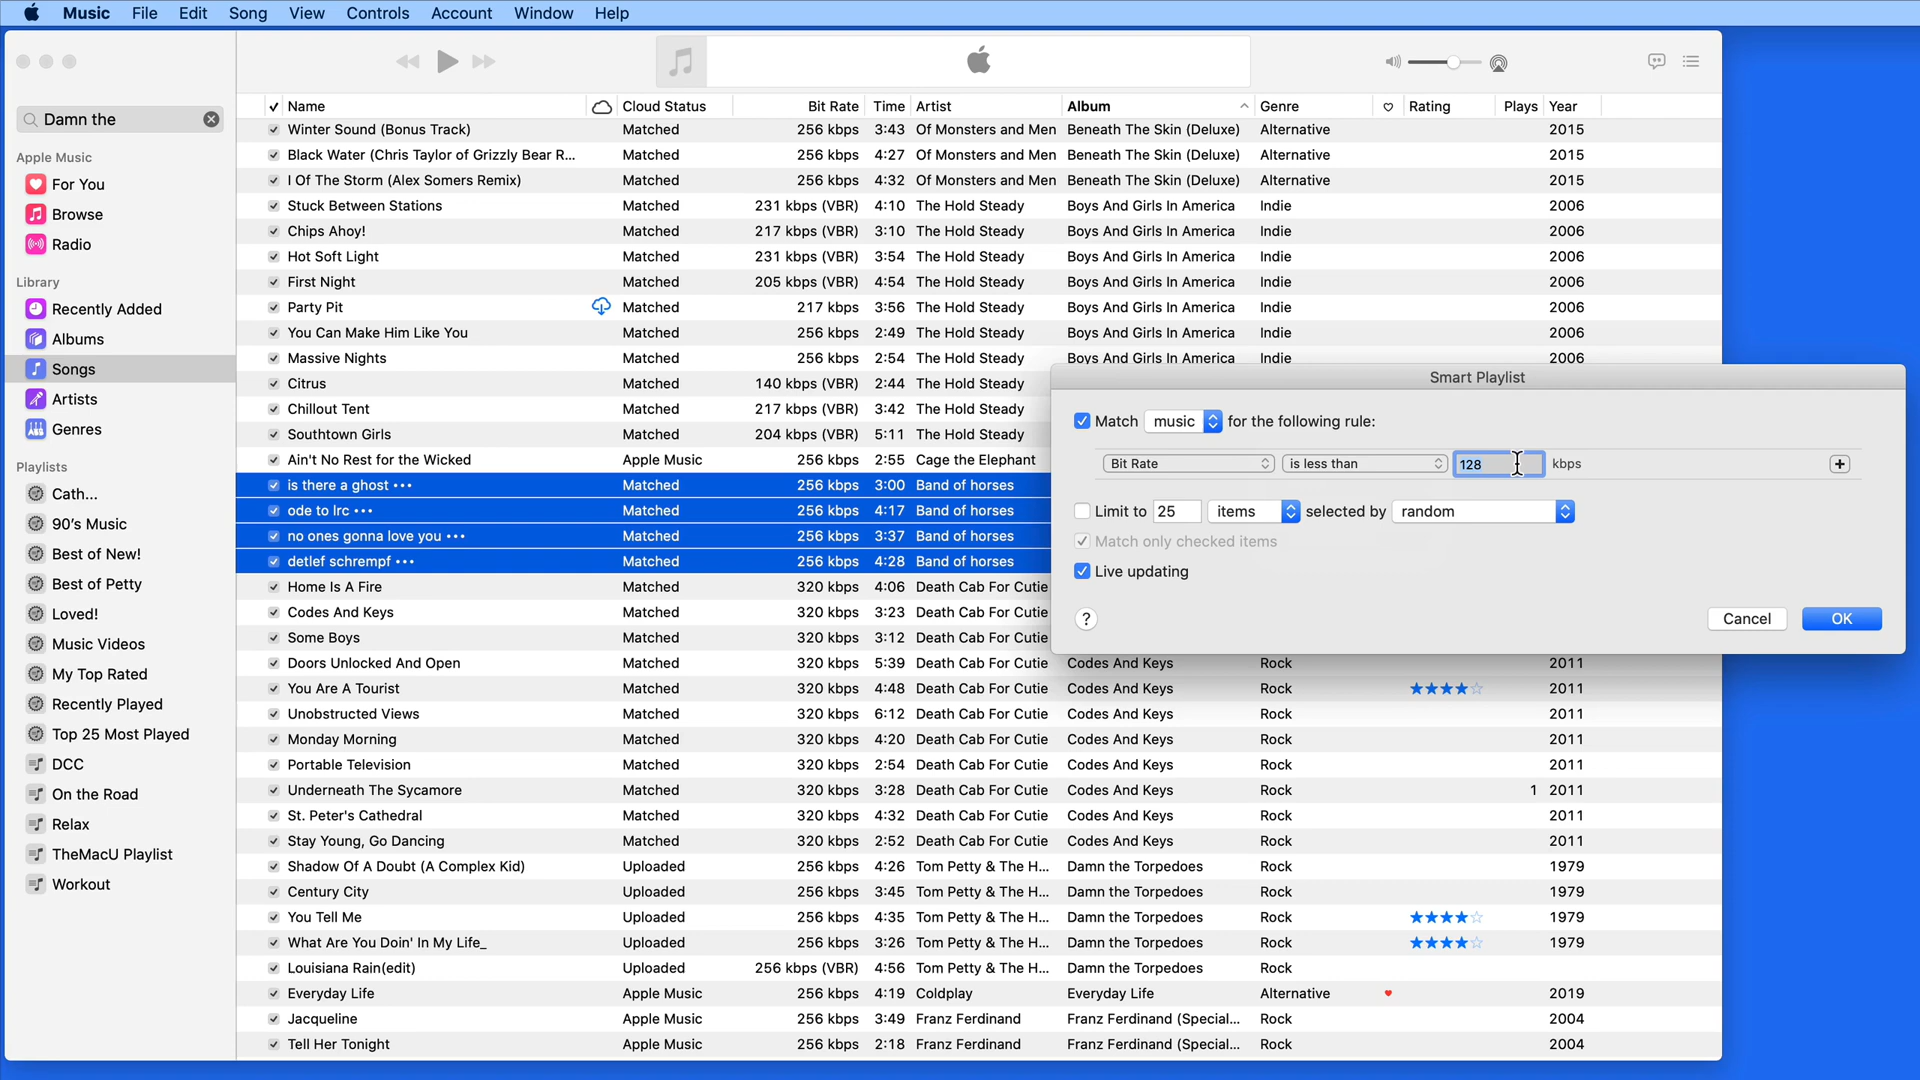 Music File Edit Song View Controls Account Window Help
Damn the
Apple Music
For You
Browse
Radio
Library
Recently Added
Albums
Songs
Artists
Genres
Playlists
Cath...
90's Music
Best of New!
Best of Petty
Loved!
Music Videos
My Top Rated
Recently Played
Top 25 Most Played
DCC
On the Road
Relax
TheMacU Playlist
Workout
Name Cloud Status Bit Rate Time Artist Album Genre Rating Plays Year
Winter Sound (Bonus Track) Matched 256 kbps 3:43 Of Monsters and Men Beneath The Skin (Deluxe) Alternative 2015
Black Water (Chris Taylor of Grizzly Bear R... Matched 256 kbps 4:27 Of Monsters and Men Beneath The Skin (Deluxe) Alternative 2015
I Of The Storm (Alex Somers Remix) Matched 256 kbps 4:32 Of Monsters and Men Beneath The Skin (Deluxe) Alternative 2015
Stuck Between Stations Matched 231 kbps (VBR) 4:10 The Hold Steady Boys And Girls In America Indie 2006
Chips Ahoy! Matched 217 kbps (VBR) 3:10 The Hold Steady Boys And Girls In America Indie 2006
Hot Soft Light Matched 231 kbps (VBR) 3:54 The Hold Steady Boys And Girls In America Indie 2006
First Night Matched 205 kbps (VBR) 4:54 The Hold Steady Boys And Girls In America Indie 2006
Party Pit Matched 217 kbps 3:56 The Hold Steady Boys And Girls In America Indie 2006
You Can Make Him Like You Matched 256 kbps 2:49 The Hold Steady Boys And Girls In America Indie 2006
Massive Nights Matched 256 kbps 2:54 The Hold Steady Boys And Girls In America Indie 2006
Citrus Matched 140 kbps (VBR) 2:44 The Hold Steady
Chillout Tent Matched 217 kbps (VBR) 3:42 The Hold Steady
Southtown Girls Matched 204 kbps (VBR) 5:11 The Hold Steady
Ain't No Rest for the Wicked Apple Music 256 kbps 2:55 Cage the Elephant
is there a ghost ••• Matched 256 kbps 3:00 Band of horses
ode to lrc ••• Matched 256 kbps 4:17 Band of horses
no ones gonna love you ••• Matched 256 kbps 3:37 Band of horses
detlef schrempf ••• Matched 256 kbps 4:28 Band of horses
Home Is A Fire Matched 320 kbps 4:06 Death Cab For Cutie
Codes And Keys Matched 320 kbps 3:23 Death Cab For Cutie
Some Boys Matched 320 kbps 3:12 Death Cab For Cutie
Doors Unlocked And Open Matched 320 kbps 5:39 Death Cab For Cutie Codes And Keys Rock 2011
You Are A Tourist Matched 320 kbps 4:48 Death Cab For Cutie Codes And Keys Rock ★★★★☆ 2011
Unobstructed Views Matched 320 kbps 6:12 Death Cab For Cutie Codes And Keys Rock 2011
Monday Morning Matched 320 kbps 4:20 Death Cab For Cutie Codes And Keys Rock 2011
Portable Television Matched 320 kbps 2:54 Death Cab For Cutie Codes And Keys Rock 2011
Underneath The Sycamore Matched 320 kbps 3:28 Death Cab For Cutie Codes And Keys Rock 1 2011
St. Peter's Cathedral Matched 320 kbps 4:32 Death Cab For Cutie Codes And Keys Rock 2011
Stay Young, Go Dancing Matched 320 kbps 2:52 Death Cab For Cutie Codes And Keys Rock 2011
Shadow Of A Doubt (A Complex Kid) Uploaded 256 kbps 4:26 Tom Petty & The H... Damn the Torpedoes Rock 1979
Century City Uploaded 256 kbps 3:45 Tom Petty & The H... Damn the Torpedoes Rock 1979
You Tell Me Uploaded 256 kbps 4:35 Tom Petty & The H... Damn the Torpedoes Rock ★★★★☆ 1979
What Are You Doin' In My Life_ Uploaded 256 kbps 3:26 Tom Petty & The H... Damn the Torpedoes Rock ★★★★☆ 1979
Louisiana Rain(edit) Uploaded 256 kbps (VBR) 4:56 Tom Petty & The H... Damn the Torpedoes Rock
Everyday Life Apple Music 256 kbps 4:19 Coldplay Everyday Life Alternative 2019
Jacqueline Apple Music 256 kbps 3:49 Franz Ferdinand Franz Ferdinand (Special... Rock 2004
Tell Her Tonight Apple Music 256 kbps 2:18 Franz Ferdinand Franz Ferdinand (Special... Rock 2004
Smart Playlist
Match music for the following rule:
Bit Rate is less than 128 kbps
Limit to 25 items selected by random
Match only checked items
Live updating
? Cancel OK